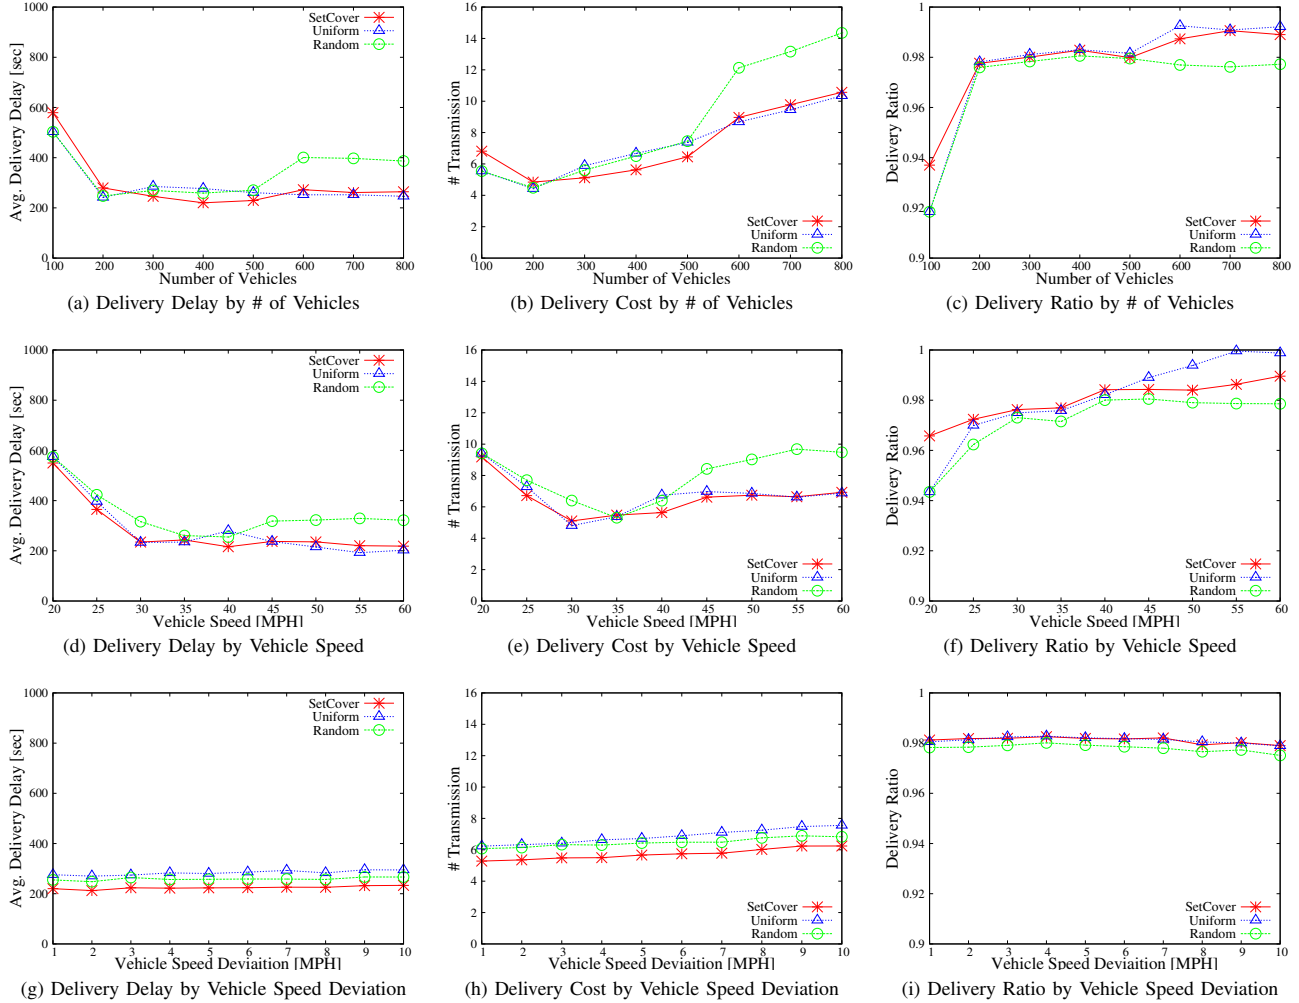 1000
800
600
400
200
0
100 200 300 400 500 600 700 800
Avg. Delivery Delay [sec]
Number of Vehicles
SetCover
Uniform
Random
(a) Delivery Delay by # of Vehicles
16
14
12
10
8
6
4
2
0
100 200 300 400 500 600 700 800
# Transmission
Number of Vehicles
SetCover
Uniform
Random
(b) Delivery Cost by # of Vehicles
1
0.98
0.96
0.94
0.92
0.9
100 200 300 400 500 600 700 800
Delivery Ratio
Number of Vehicles
SetCover
Uniform
Random
(c) Delivery Ratio by # of Vehicles
1000
800
600
400
200
0
20 25 30 35 40 45 50 55 60
Avg. Delivery Delay [sec]
Vehicle Speed [MPH]
SetCover
Uniform
Random
(d) Delivery Delay by Vehicle Speed
16
14
12
10
8
6
4
2
0
20 25 30 35 40 45 50 55 60
# Transmission
Vehicle Speed [MPH]
SetCover
Uniform
Random
(e) Delivery Cost by Vehicle Speed
1
0.98
0.96
0.94
0.92
0.9
20 25 30 35 40 45 50 55 60
Delivery Ratio
Vehicle Speed [MPH]
SetCover
Uniform
Random
(f) Delivery Ratio by Vehicle Speed
1000
800
600
400
200
0
1 2 3 4 5 6 7 8 9 10
Avg. Delivery Delay [sec]
Vehicle Speed Deviaition [MPH]
SetCover
Uniform
Random
(g) Delivery Delay by Vehicle Speed Deviation
16
14
12
10
8
6
4
2
0
1 2 3 4 5 6 7 8 9 10
# Transmission
Vehicle Speed Deviaition [MPH]
SetCover
Uniform
Random
(h) Delivery Cost by Vehicle Speed Deviation
1
0.98
0.96
0.94
0.92
0.9
1 2 3 4 5 6 7 8 9 10
Delivery Ratio
Vehicle Speed Deviaition [MPH]
SetCover
Uniform
Random
(i) Delivery Ratio by Vehicle Speed Deviation